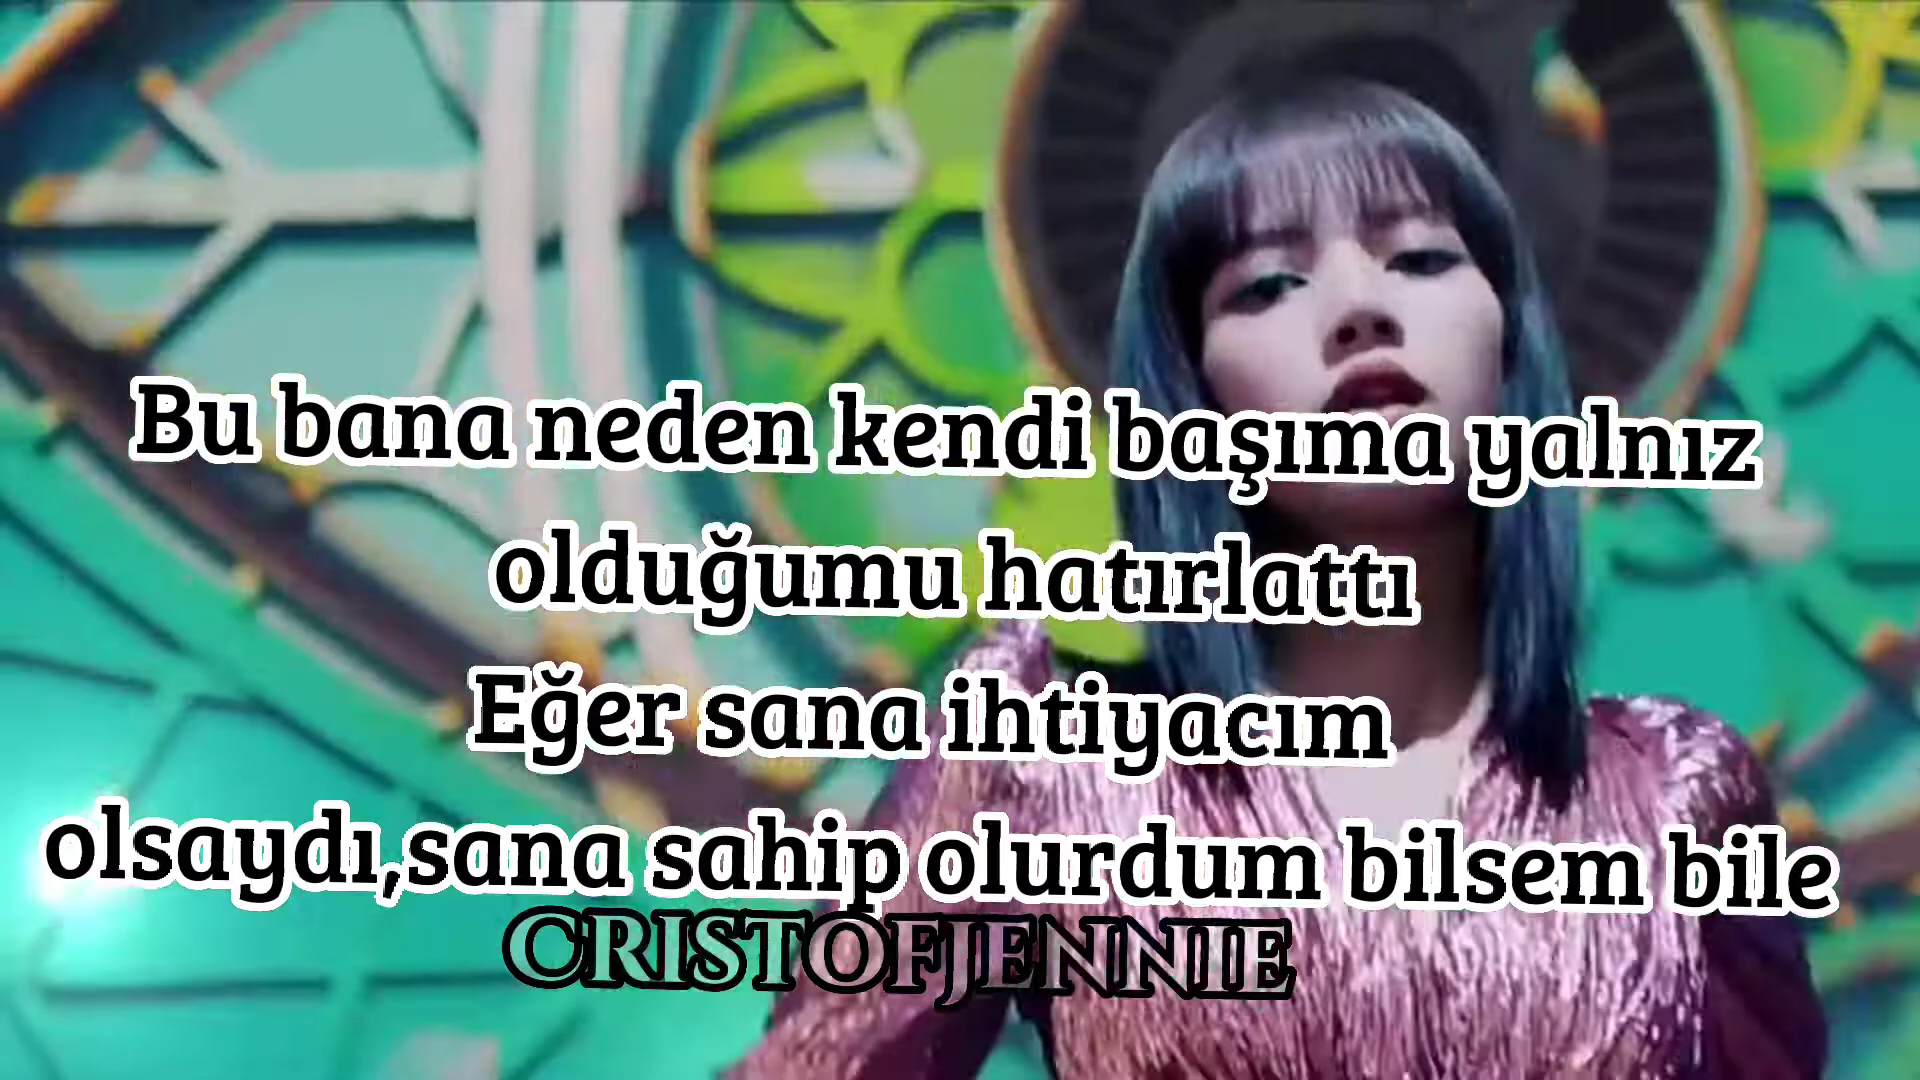 Bu bana neden kendi başıma yalnız
olduğumu hatırlattı
Eğer sana ihtiyacım
olsaydı,sana sahip olurdum bilsem bile
CRISTOFJENNIE